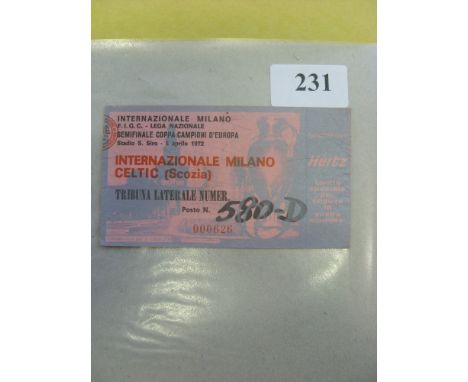 231
INTERNAZIONALE MILANO
F.I.G.C. - LEGA NAZIONALE
SEMIFINALE COPPA CAMPIONI D'EUROPA
Stadio S. Siro - 5 Aprile 1972
INTERNAZIONALE MILANO
CELTIC (Scozia)
TRIBUNA LATERALE NUMER.
Posto N. 580-D
000626
Hertz